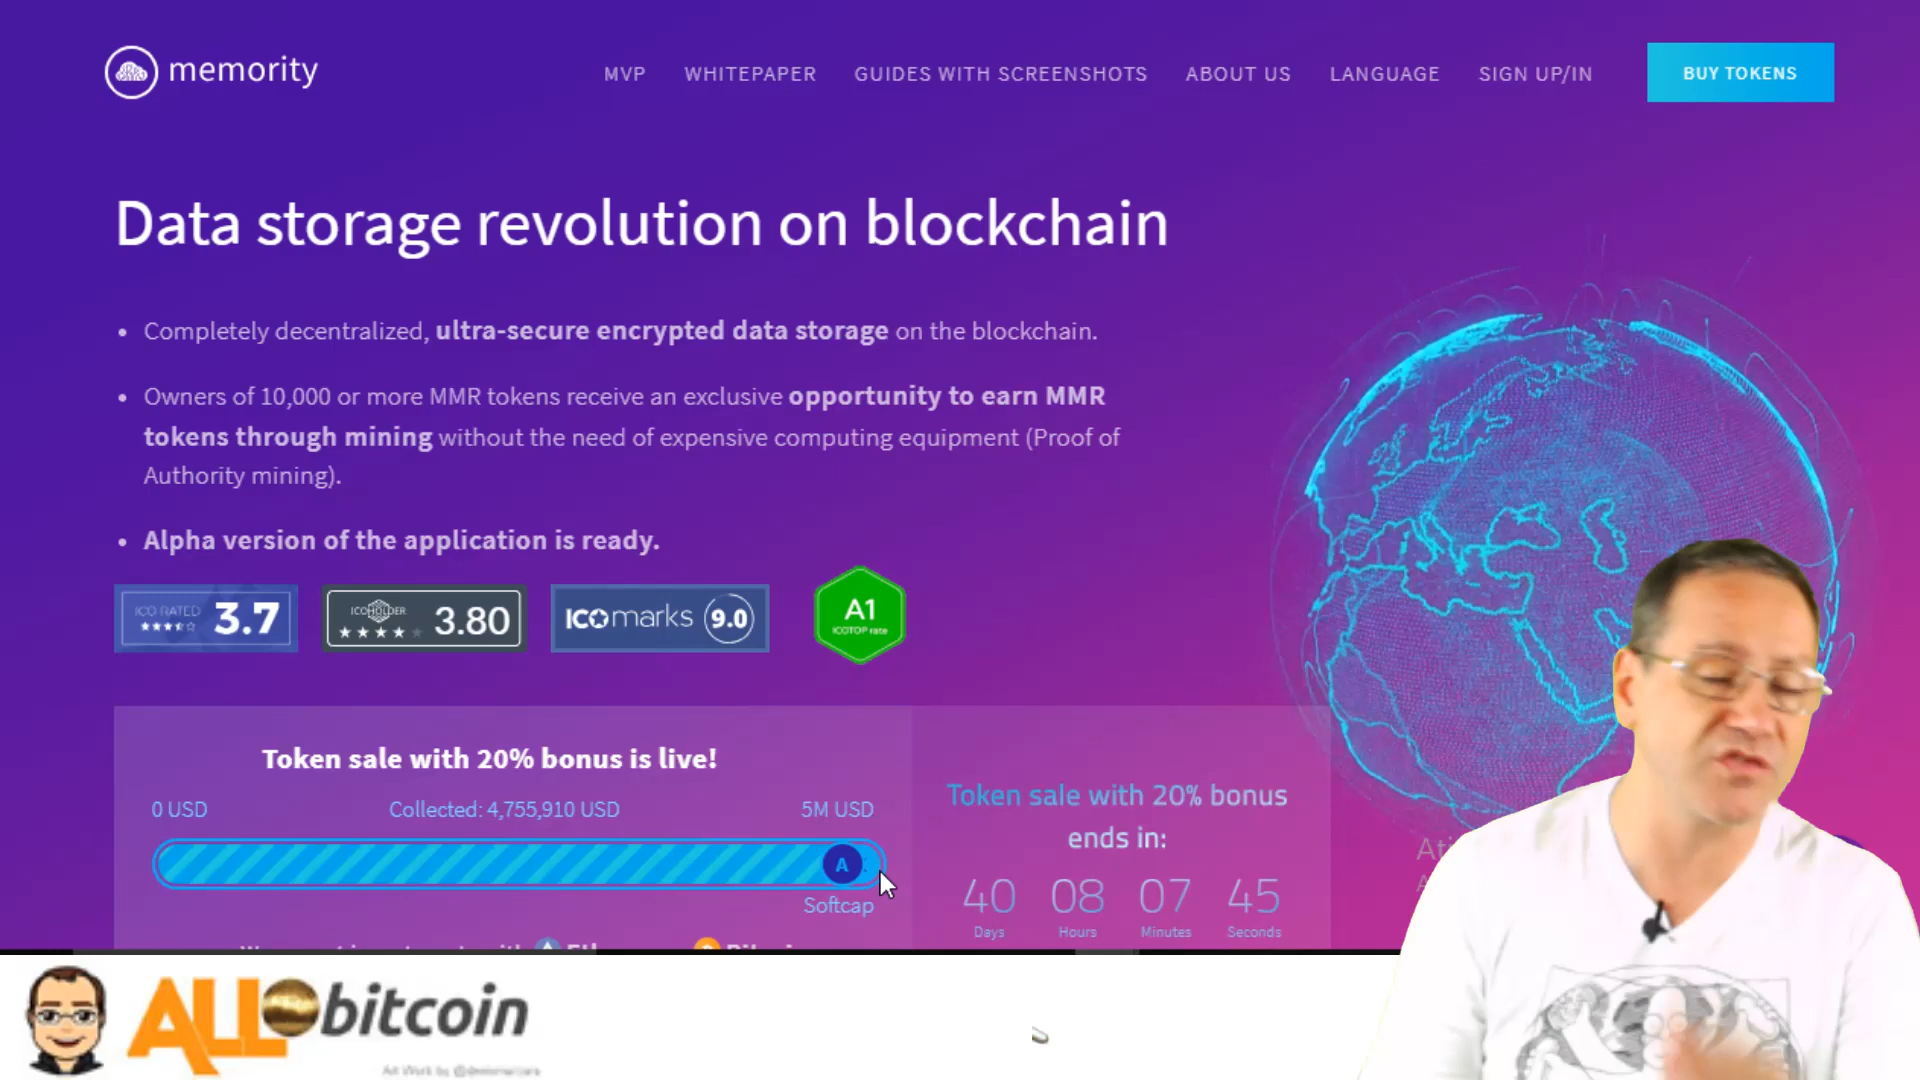 memority
MVP
WHITEPAPER
GUIDES WITH SCREENSHOTS
ABOUT US
LANGUAGE
SIGN UP/IN
BUY TOKENS
Data storage revolution on blockchain
• Completely decentralized, ultra-secure encrypted data storage on the blockchain.
• Owners of 10,000 or more MMR tokens receive an exclusive opportunity to earn MMR
tokens through mining without the need of expensive computing equipment (Proof of
Authority mining).
• Alpha version of the application is ready.
ICO RATED
3.7
ICOHOLDER
3.80
ICOmarks 9.0
A1
ICOTOP rate
Token sale with 20% bonus is live!
0 USD
Collected: 4,755,910 USD
5M USD
A
Softcap
Token sale with 20% bonus
ends in:
40 08 07 45
Days Hours Minutes Seconds
ALL bitcoin
Art Work by